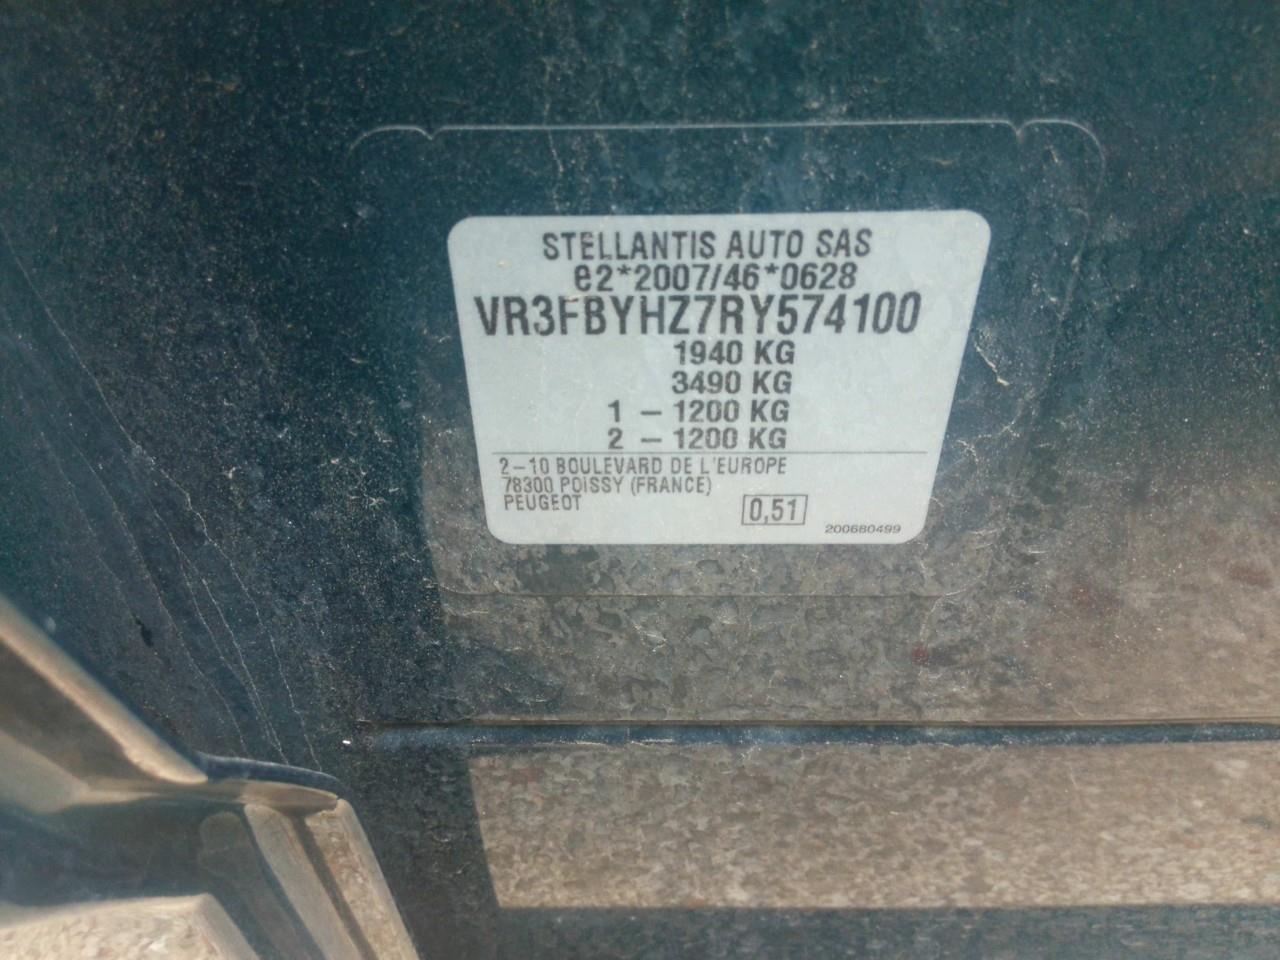 STELLANTIS AUTO SAS
e2*2007/46*0628
VR3FBYHZ7RY574100
1940 KG
3490 KG
1 – 1200 KG
2 – 1200 KG
2–10 BOULEVARD DE L'EUROPE
78300 POISSY (FRANCE)
PEUGEOT
0,51
200680499